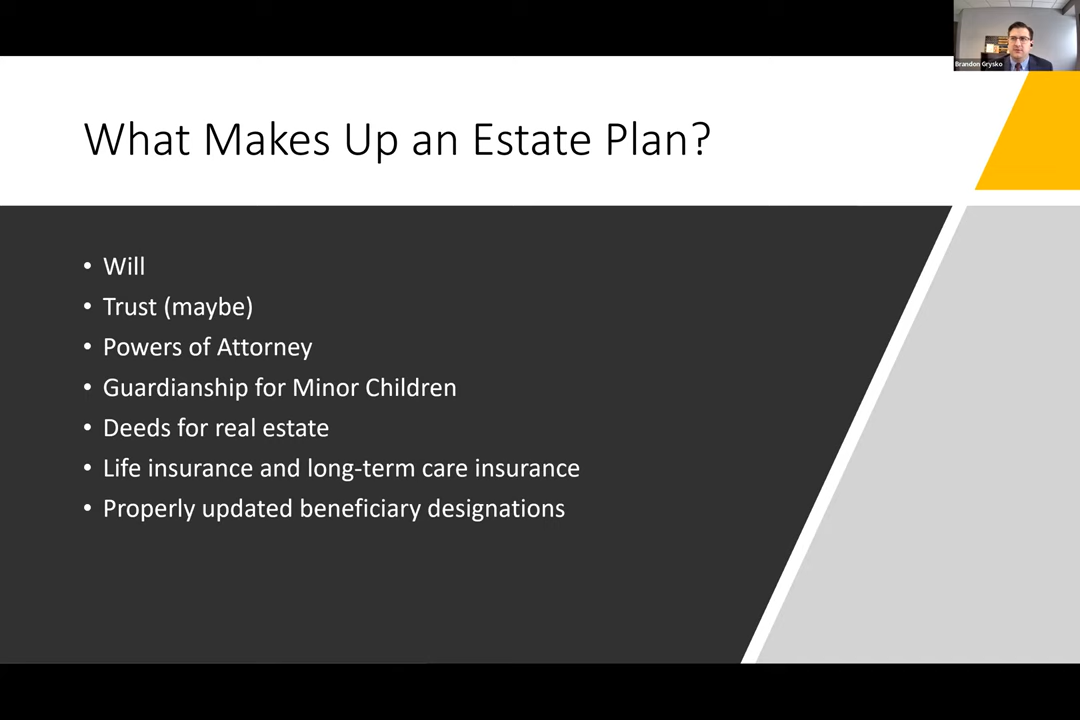 Brandon Grysko
What Makes Up an Estate Plan?
• Will
• Trust (maybe)
• Powers of Attorney
• Guardianship for Minor Children
• Deeds for real estate
• Life insurance and long-term care insurance
• Properly updated beneficiary designations